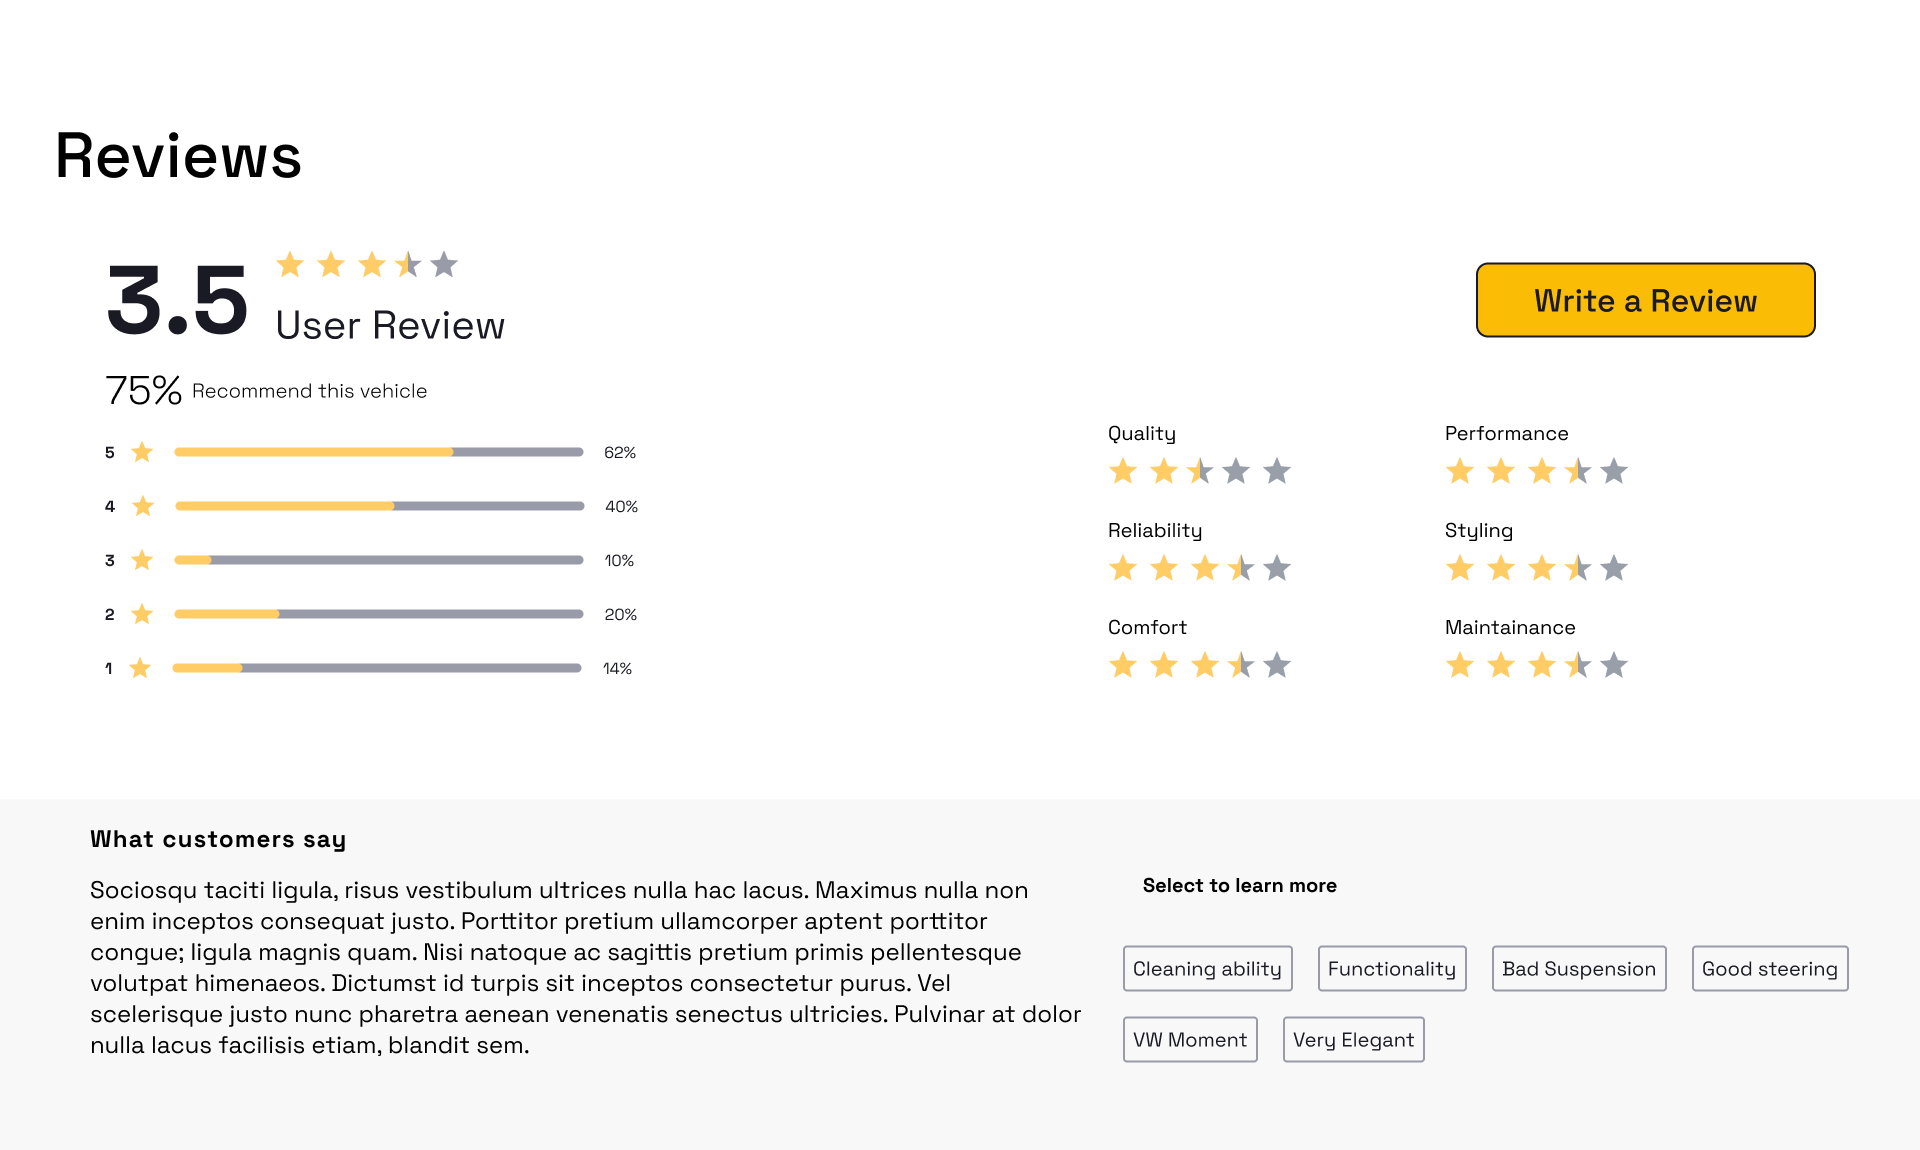 Reviews
3.5
User Review
Write a Review
75% Recommend this vehicle
5 62%
4 40%
3 10%
2 20%
1 14%
Quality
Performance
Reliability
Styling
Comfort
Maintainance
What customers say
Sociosqu taciti ligula, risus vestibulum ultrices nulla hac lacus. Maximus nulla non
enim inceptos consequat justo. Porttitor pretium ullamcorper aptent porttitor
congue; ligula magnis quam. Nisi natoque ac sagittis pretium primis pellentesque
volutpat himenaeos. Dictumst id turpis sit inceptos consectetur purus. Vel
scelerisque justo nunc pharetra aenean venenatis senectus ultricies. Pulvinar at dolor
nulla lacus facilisis etiam, blandit sem.
Select to learn more
Cleaning ability
Functionality
Bad Suspension
Good steering
VW Moment
Very Elegant